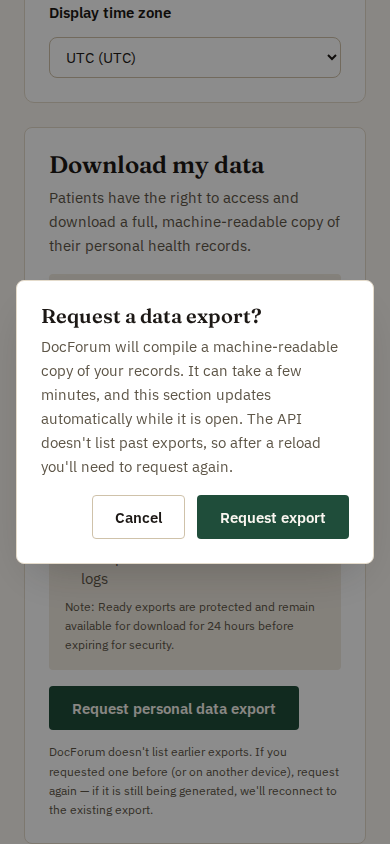 Display time zone
UTC (UTC)
Download my data
Patients have the right to access and
download a full, machine-readable copy of
their personal health records.
Request a data export?
DocForum will compile a machine-readable
copy of your records. It can take a few
minutes, and this section updates
automatically while it is open. The API
doesn't list past exports, so after a reload
you'll need to request again.
Cancel
Request export
logs
Note: Ready exports are protected and remain
available for download for 24 hours before
expiring for security.
Request personal data export
DocForum doesn't list earlier exports. If you
requested one before (or on another device), request
again — if it is still being generated, we'll reconnect to
the existing export.